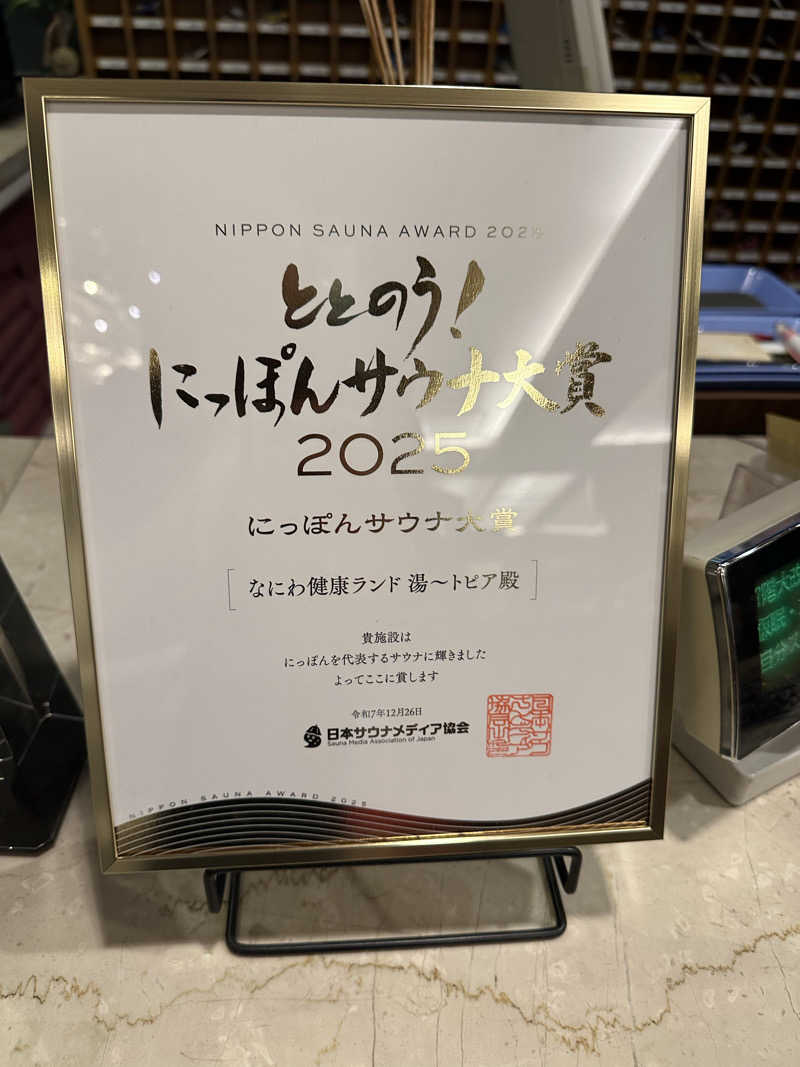 NIPPON SAUNA AWARD 2025
ととのう!
にっぽんサウナ大賞
2025
にっぽんサウナ大賞
[なにわ健康ランド 湯〜トピア殿]
貴施設は
にっぽんを代表するサウナに輝きました
よってここに賞します
令和7年12月26日
日本サウナメディア協会
Sauna Media Association of Japan
NIPPON SAUNA AWARD 2025